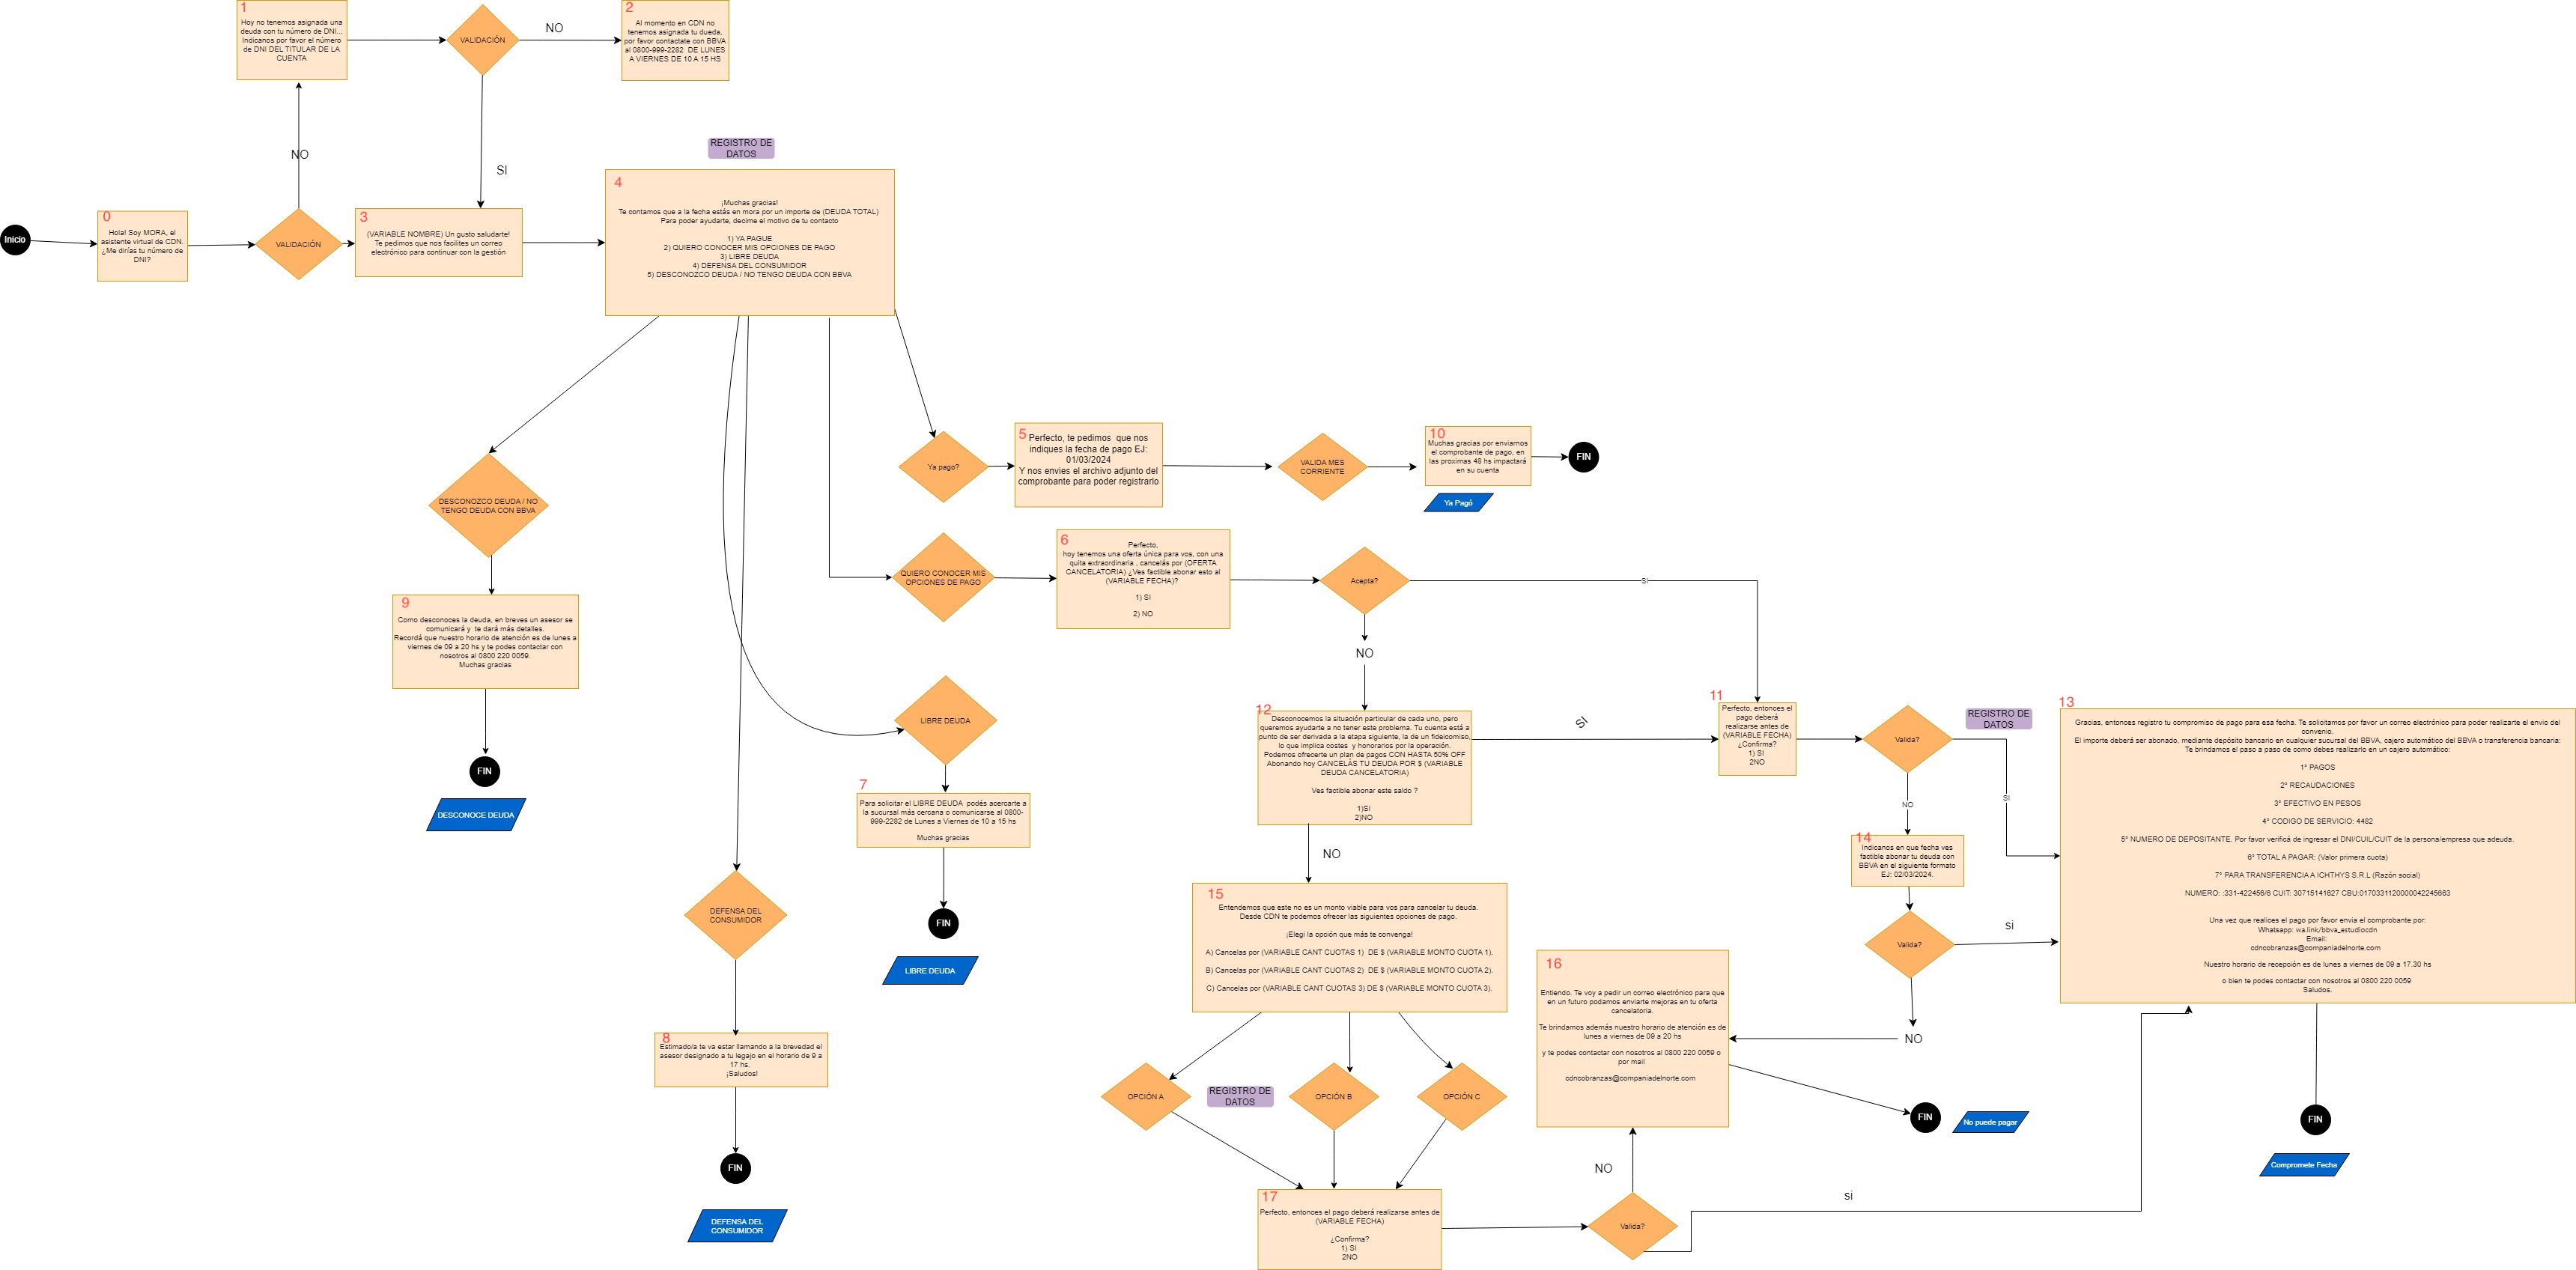 1
Hoy no tenemos asignada una
deuda con tu número de DNI...
Indicanos por favor el número
de DNI DEL TITULAR DE LA
CUENTA
VALIDACIÓN
NO
2
Al momento en CDN no
tenemos asignada tu dueda,
por favor contactate con BBVA
al 0800-999-2282 DE LUNES
A VIERNES DE 10 A 15 HS
NO
SI
REGISTRO DE
DATOS
Inicio
0
Hola! Soy MORA, el
asistente virtual de CDN.
¿Me dirías tu número de
DNI?
VALIDACIÓN
3
(VARIABLE NOMBRE) Un gusto saludarte!
Te pedimos que nos facilites un correo
electrónico para continuar con la gestión
4
¡Muchas gracias!
Te contamos que a la fecha estás en mora por un importe de (DEUDA TOTAL)
Para poder ayudarte, decime el motivo de tu contacto
1) YA PAGUE
2) QUIERO CONOCER MIS OPCIONES DE PAGO
3) LIBRE DEUDA
4) DEFENSA DEL CONSUMIDOR
5) DESCONOZCO DEUDA / NO TENGO DEUDA CON BBVA
Ya pago?
5
Perfecto, te pedimos que nos
indiques la fecha de pago EJ:
01/03/2024
Y nos envies el archivo adjunto del
comprobante para poder registrarlo
VALIDA MES
CORRIENTE
10
Muchas gracias por enviarnos
el comprobante de pago, en
las proximas 48 hs impactará
en su cuenta
FIN
Ya Pagó
DESCONOZCO DEUDA / NO
TENGO DEUDA CON BBVA
9
Como desconoces la deuda, en breves un asesor se
comunicará y te dará más detalles.
Recordá que nuestro horario de atención es de lunes a
viernes de 09 a 20 hs y te podes contactar con
nosotros al 0800 220 0059.
Muchas gracias
FIN
DESCONOCE DEUDA
QUIERO CONOCER MIS
OPCIONES DE PAGO
6
Perfecto,
hoy tenemos una oferta única para vos, con una
quita extraordinaria , cancelás por (OFERTA
CANCELATORIA) ¿Ves factible abonar esto al
(VARIABLE FECHA)?
1) SI
2) NO
Acepta?
SI
NO
LIBRE DEUDA
7
Para solicitar el LIBRE DEUDA podés acercarte a
la sucursal más cercana o comunicarse al 0800-
999-2282 de Lunes a Viernes de 10 a 15 hs
Muchas gracias
FIN
LIBRE DEUDA
DEFENSA DEL
CONSUMIDOR
8
Estimado/a te va estar llamando a la brevedad el
asesor designado a tu legajo en el horario de 9 a
17 hs.
¡Saludos!
FIN
DEFENSA DEL
CONSUMIDOR
12
Desconocemos la situación particular de cada uno, pero
queremos ayudarte a no tener este problema. Tu cuenta está a
punto de ser derivada a la etapa siguiente, la de un fideicomiso,
lo que implica costes y honorarios por la operación.
Podemos ofrecerte un plan de pagos CON HASTA 50% OFF
Abonando hoy CANCELÁS TU DEUDA POR $ (VARIABLE
DEUDA CANCELATORIA)
Ves factible abonar este saldo ?
1)SI
2)NO
SI
NO
11
Perfecto, entonces el
pago deberá
realizarse antes de
(VARIABLE FECHA)
¿Confirma?
1) SI
2NO
Valida?
REGISTRO DE
DATOS
SI
NO
14
Indicanos en que fecha ves
factible abonar tu deuda con
BBVA en el siguiente formato
EJ: 02/03/2024.
Valida?
si
NO
13
Gracias, entonces registro tu compromiso de pago para esa fecha. Te solicitamos por favor un correo electrónico para poder realizarte el envio del
convenio.
El importe deberá ser abonado, mediante depósito bancario en cualquier sucursal del BBVA, cajero automático del BBVA o transferencia bancaria:
Te brindamos el paso a paso de como debes realizarlo en un cajero automático:
1° PAGOS
2° RECAUDACIONES
3° EFECTIVO EN PESOS
4° CODIGO DE SERVICIO: 4482
5° NUMERO DE DEPOSITANTE. Por favor verificá de ingresar el DNI/CUIL/CUIT de la persona/empresa que adeuda.
6° TOTAL A PAGAR: (Valor primera cuota)
7° PARA TRANSFERENCIA A ICHTHYS S.R.L (Razón social)
NUMERO: :331-422456/6 CUIT: 30715141627 CBU:0170331120000042245663
Una vez que realices el pago por favor envia el comprobante por:
Whatsapp: wa.link/bbva_estudiocdn
Email:
cdncobranzas@companiadelnorte.com
Nuestro horario de recepción es de lunes a viernes de 09 a 17.30 hs
o bien te podes contactar con nosotros al 0800 220 0059
Saludos.
FIN
Compromete Fecha
15
Entendemos que este no es un monto viable para vos para cancelar tu deuda.
Desde CDN te podemos ofrecer las siguientes opciones de pago.
¡Elegi la opción que más te convenga!
A) Cancelas por (VARIABLE CANT CUOTAS 1) DE $ (VARIABLE MONTO CUOTA 1).
B) Cancelas por (VARIABLE CANT CUOTAS 2) DE $ (VARIABLE MONTO CUOTA 2).
C) Cancelas por (VARIABLE CANT CUOTAS 3) DE $ (VARIABLE MONTO CUOTA 3).
OPCIÓN A
REGISTRO DE
DATOS
OPCIÓN B
OPCIÓN C
16
Entiendo. Te voy a pedir un correo electrónico para que
en un futuro podamos enviarte mejoras en tu oferta
cancelatoria.
Te brindamos además nuestro horario de atención es de
lunes a viernes de 09 a 20 hs
y te podes contactar con nosotros al 0800 220 0059 o
por mail
cdncobranzas@companiadelnorte.com
FIN
No puede pagar
17
Perfecto, entonces el pago deberá realizarse antes de
(VARIABLE FECHA)
¿Confirma?
1) SI
2NO
Valida?
NO
si